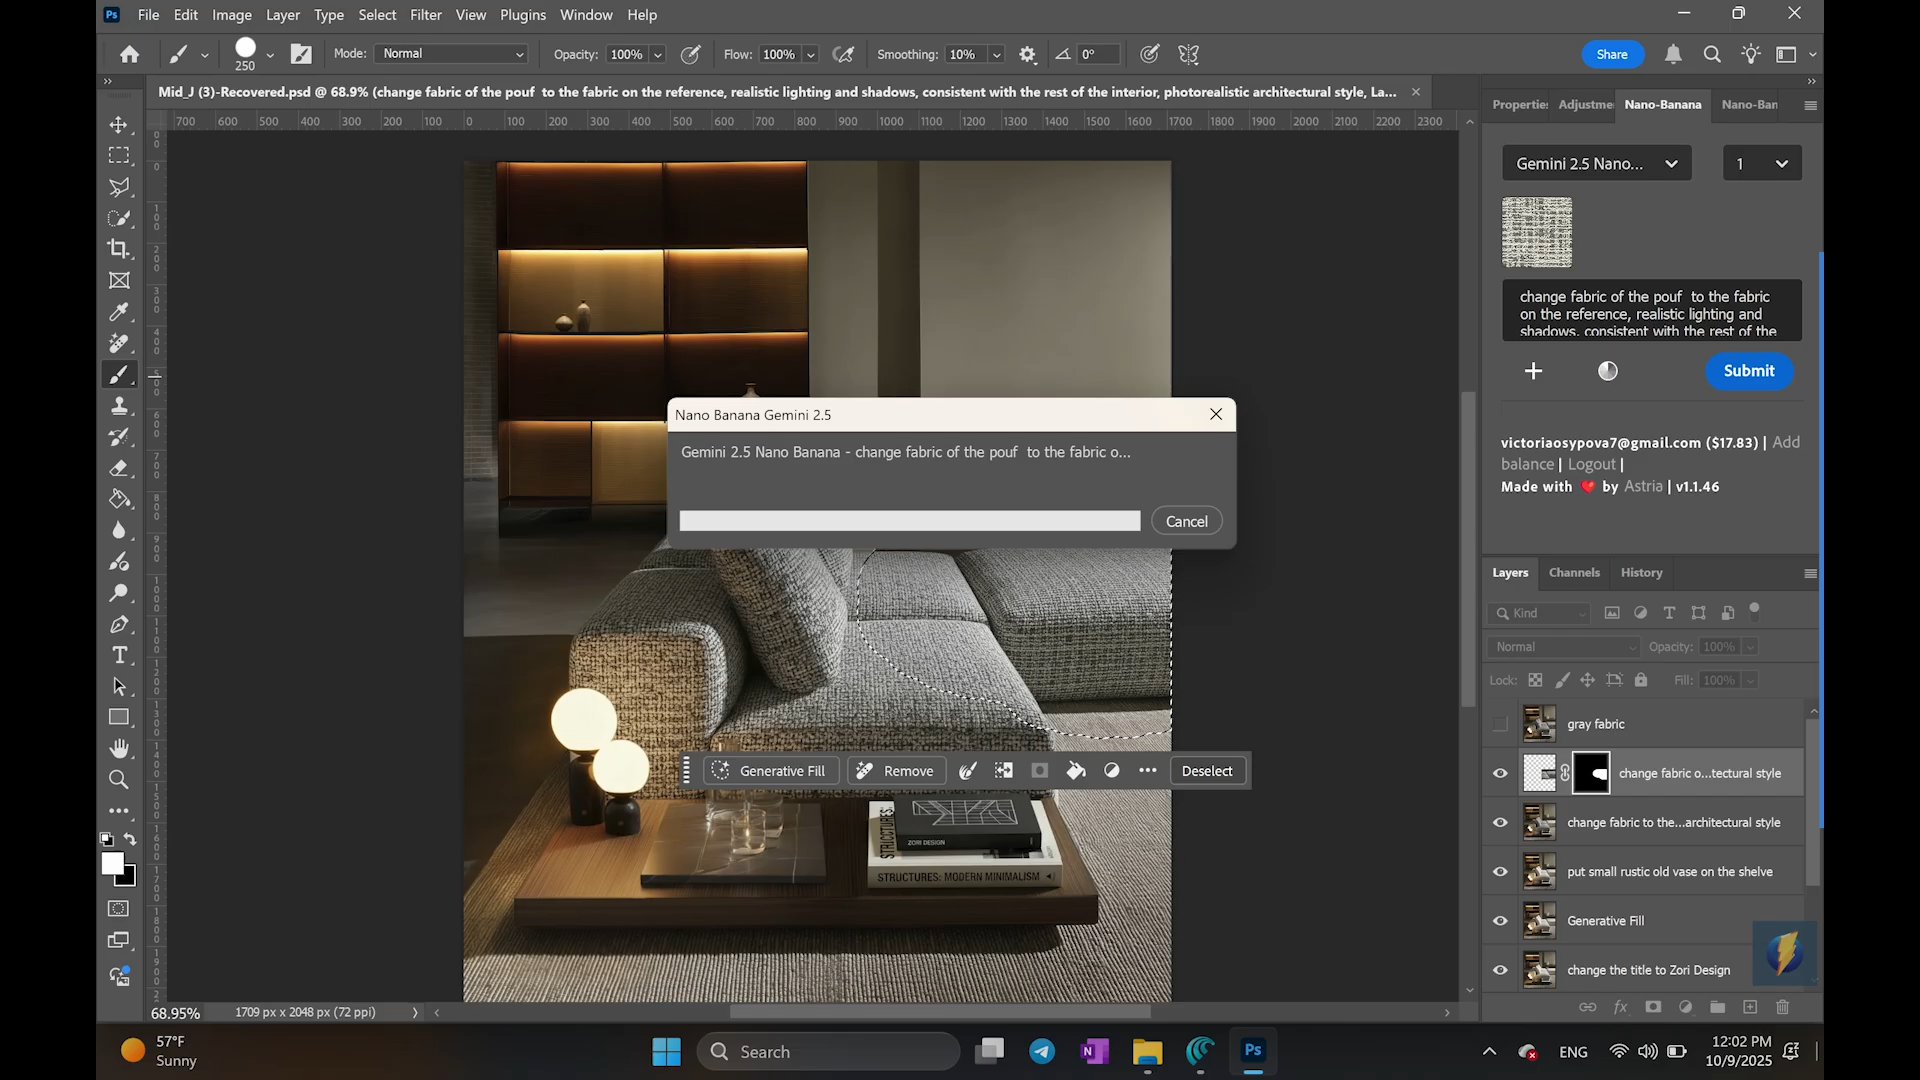 Ps File Edit Image Layer Type Select Filter View Plugins Window Help
250 Mode: Normal Opacity: 100% Flow: 100% Smoothing: 10% 0° Share
Mid_J (3)-Recovered.psd @ 68.9% (change fabric of the pouf  to the fabric on the reference, realistic lighting and shadows, consistent with the rest of the interior, photorealistic architectural style, La...
700 600 500 400 300 200 100 0 100 200 300 400 500 600 700 800 900 1000 1100 1200 1300 1400 1500 1600 1700 1800 1900 2000 2100 2200 2300
Properties Adjustme Nano-Banana Nano-Ban
Gemini 2.5 Nano... 1
change fabric of the pouf  to the fabric
on the reference, realistic lighting and
shadows, consistent with the rest of the
Submit
victoriaosypova7@gmail.com ($17.83) | Add
balance | Logout |
Made with ❤️ by Astria | v1.1.46
Nano Banana Gemini 2.5
Gemini 2.5 Nano Banana - change fabric of the pouf  to the fabric o...
Cancel
Generative Fill Remove Deselect
STRUCTURES:
ZORI DESIGN
STRUCTURES: MODERN MINIMALISM
Layers Channels History
Kind
Normal Opacity: 100%
Lock: Fill: 100%
gray fabric
change fabric o...tectural style
change fabric to the...architectural style
put small rustic old vase on the shelve
Generative Fill
change the title to Zori Design
fx
68.95% 1709 px x 2048 px (72 ppi)
57°F
Sunny
Search
Ps
ENG
12:02 PM
10/9/2025